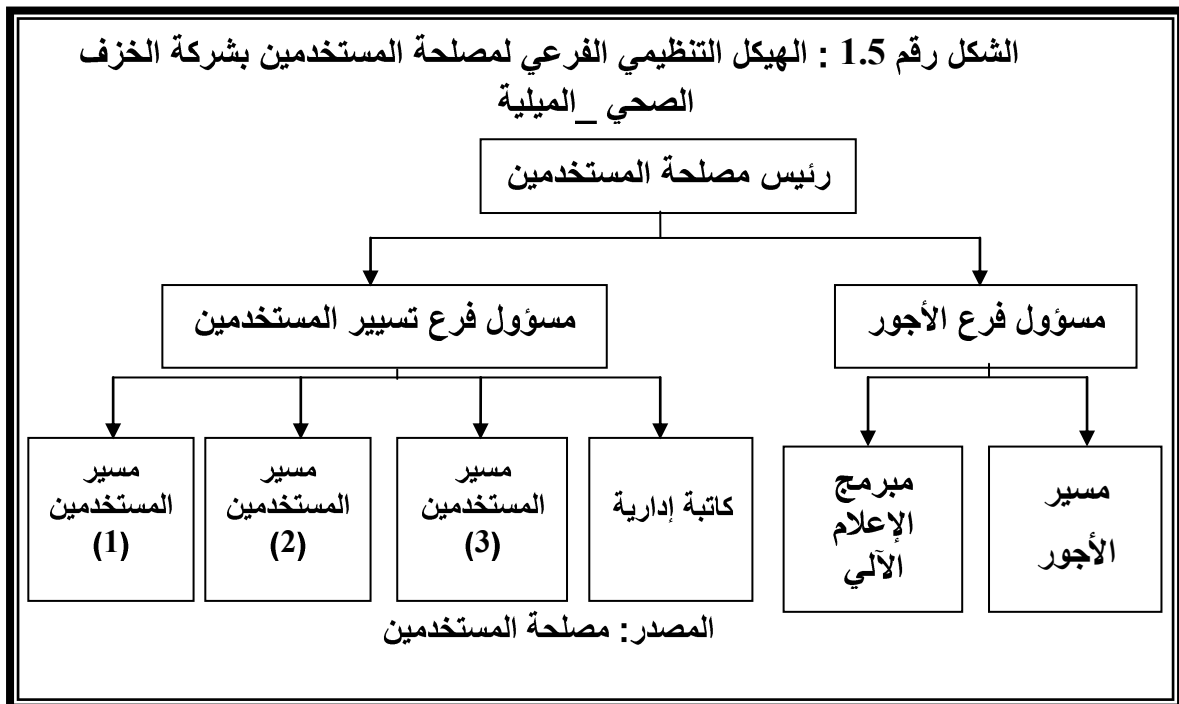 الشكل رقم 1.5 : الهيكل التنظيمي الفرعي لمصلحة المستخدمين بشركة الخزف
الصحي _الميلية
رئيس مصلحة المستخدمين
مسؤول فرع الأجور
مسؤول فرع تسيير المستخدمين
مسير
الأجور
مبرمج
الإعلام
الآلي
كاتبة إدارية
مسير
المستخدمين
(3)
مسير
المستخدمين
(2)
مسير
المستخدمين
(1)
المصدر: مصلحة المستخدمين